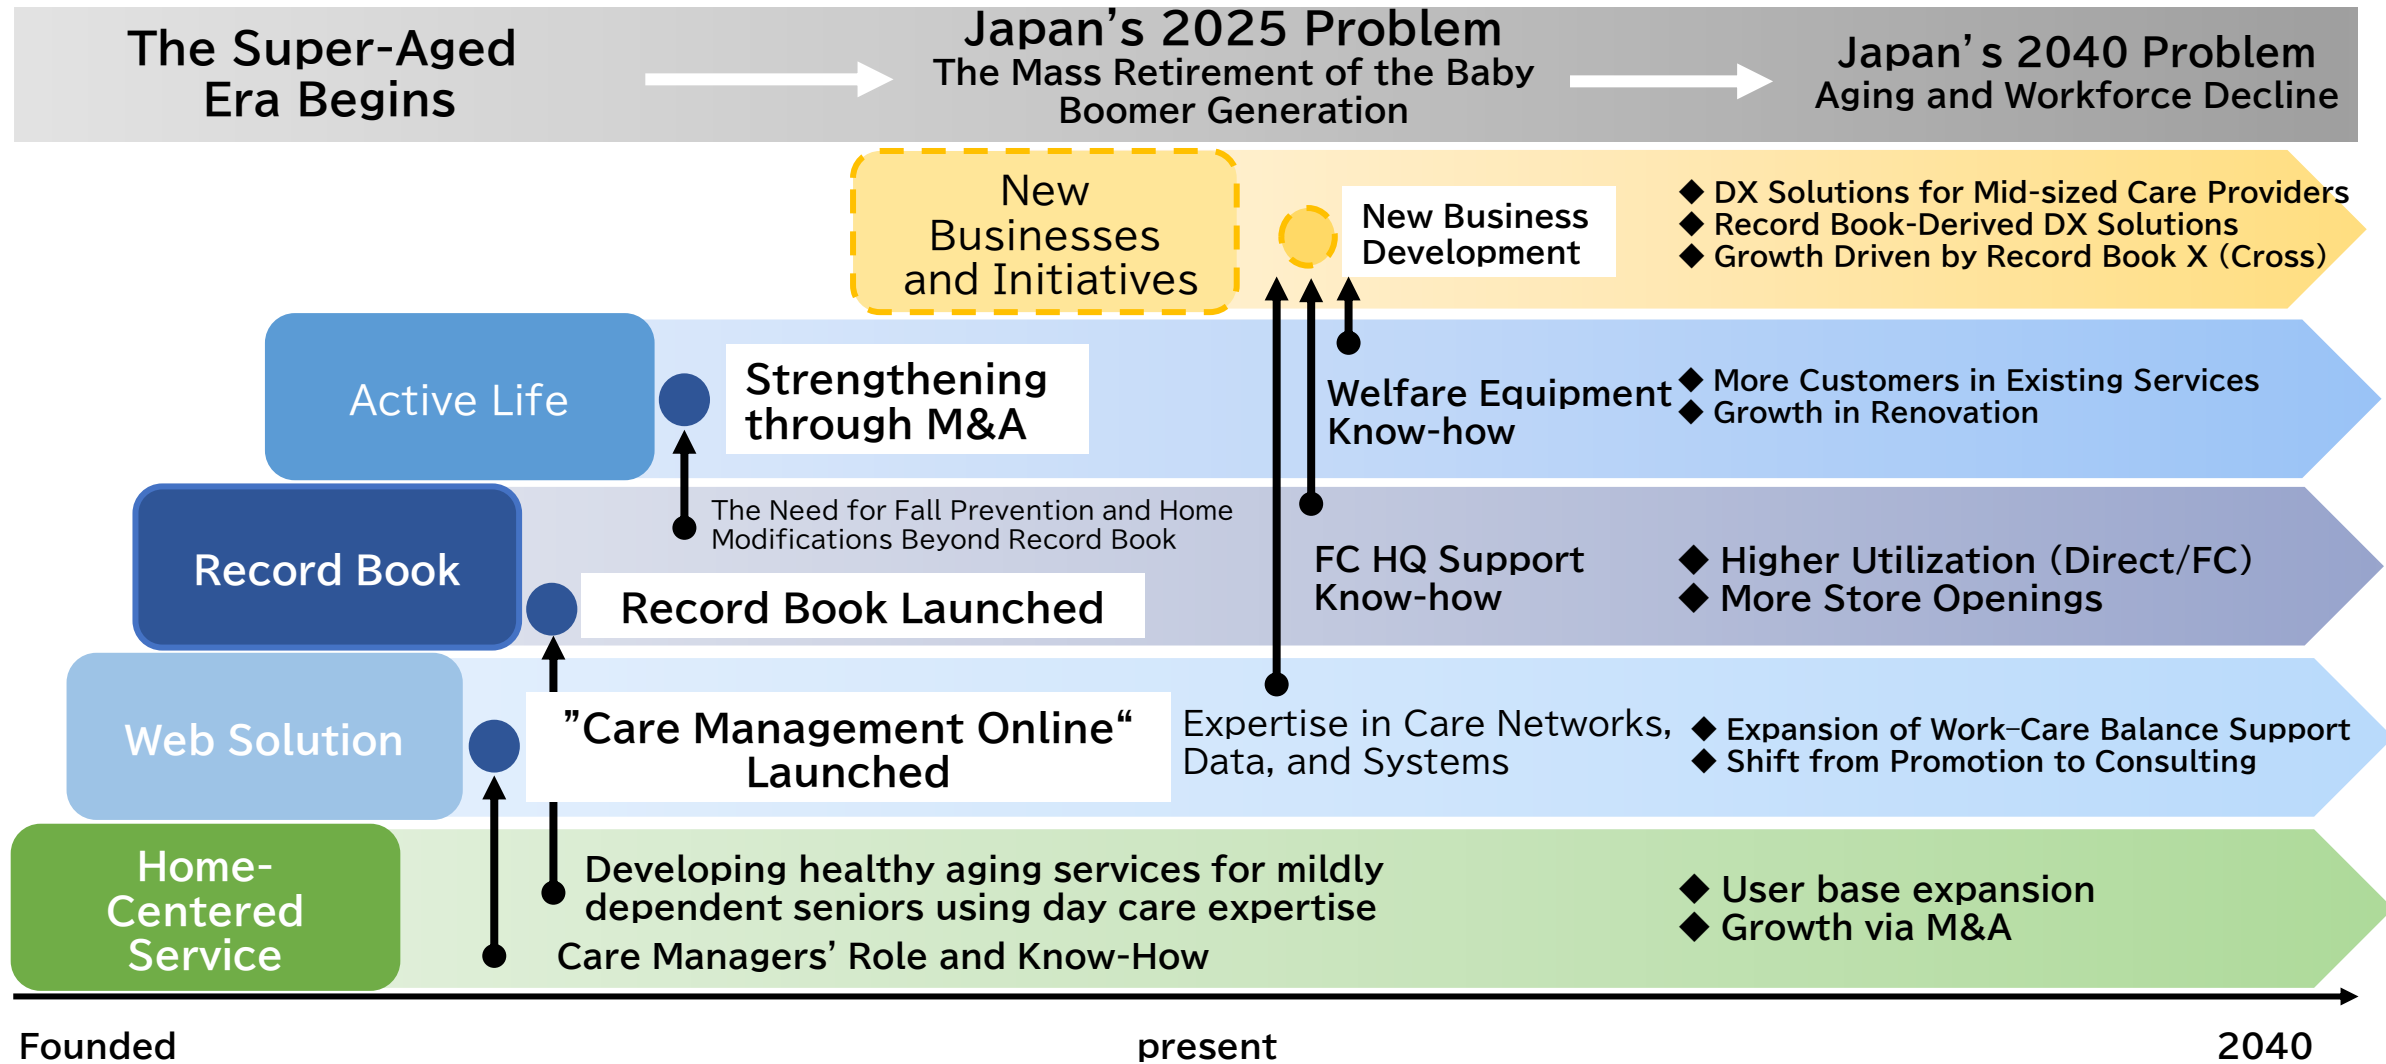 The Super-Aged
Era Begins
Japan’s 2025 Problem
The Mass Retirement of the Baby
Boomer Generation
Japan’s 2040 Problem
Aging and Workforce Decline
New
Businesses
and Initiatives
New Business
Development
◆ DX Solutions for Mid-sized Care Providers
◆ Record Book-Derived DX Solutions
◆ Growth Driven by Record Book X (Cross)
Active Life
Strengthening
through M&A
Welfare Equipment
Know-how
◆ More Customers in Existing Services
◆ Growth in Renovation
Record Book
The Need for Fall Prevention and Home
Modifications Beyond Record Book
Record Book Launched
FC HQ Support
Know-how
◆ Higher Utilization (Direct/FC)
◆ More Store Openings
Web Solution
”Care Management Online“
Launched
Expertise in Care Networks,
Data, and Systems
◆ Expansion of Work–Care Balance Support
◆ Shift from Promotion to Consulting
Home-
Centered
Service
Developing healthy aging services for mildly
dependent seniors using day care expertise
Care Managers’ Role and Know-How
◆ User base expansion
◆ Growth via M&A
Founded
present
2040